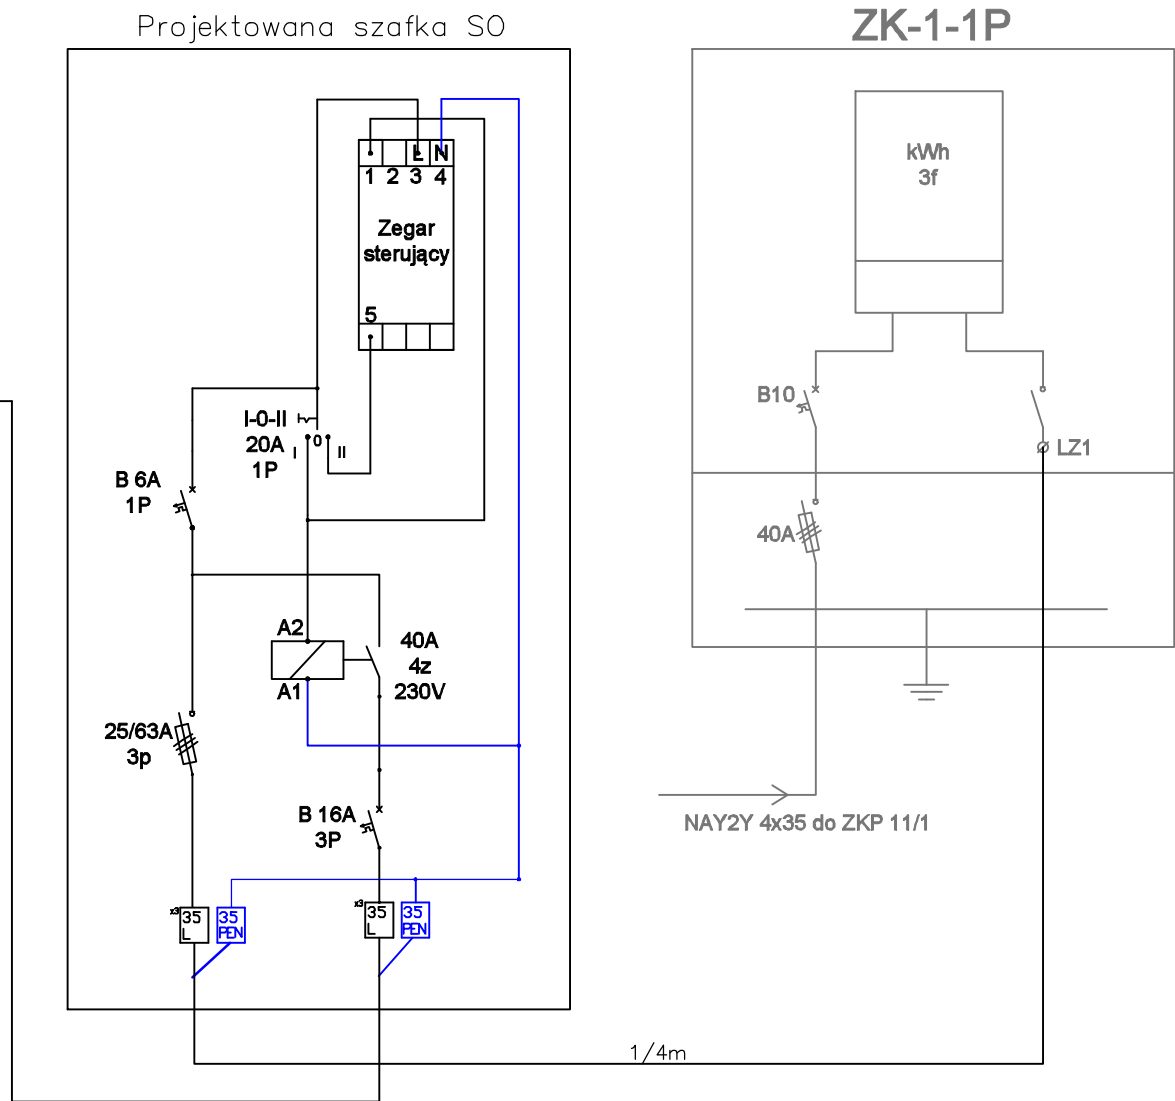 Projektowana szafka SO
ZK-1-1P
L N
1 2 3 4
Zegar
sterujący
5
kWh
3f
I-0-II
20A
1P
I 0 II
B 6A
1P
B10
LZ1
40A
A2
A1
40A
4z
230V
25/63A
3p
B 16A
3P
NAY2Y 4x35 do ZKP 11/1
x3
35
L
35
PEN
x3
35
L
35
PEN
1/4m